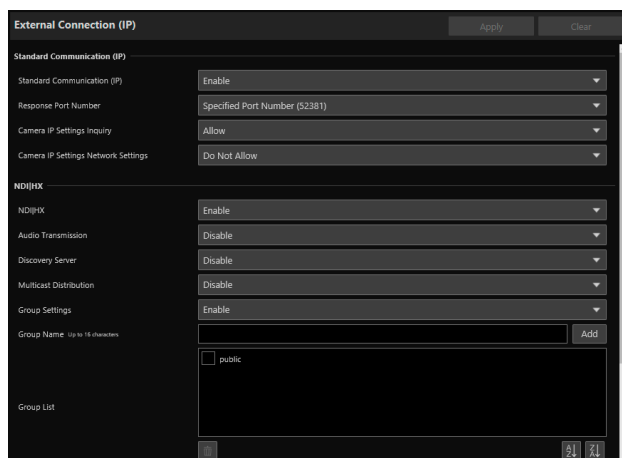 External Connection (IP)
Apply
Clear
Standard Communication (IP)
Standard Communication (IP)
Enable
Response Port Number
Specified Port Number (52381)
Camera IP Settings Inquiry
Allow
Camera IP Settings Network Settings
Do Not Allow
NDI|HX
NDI|HX
Enable
Audio Transmission
Disable
Discovery Server
Disable
Multicast Distribution
Disable
Group Settings
Enable
Group Name Up to 15 characters
Add
public
Group List
A Z
Z A